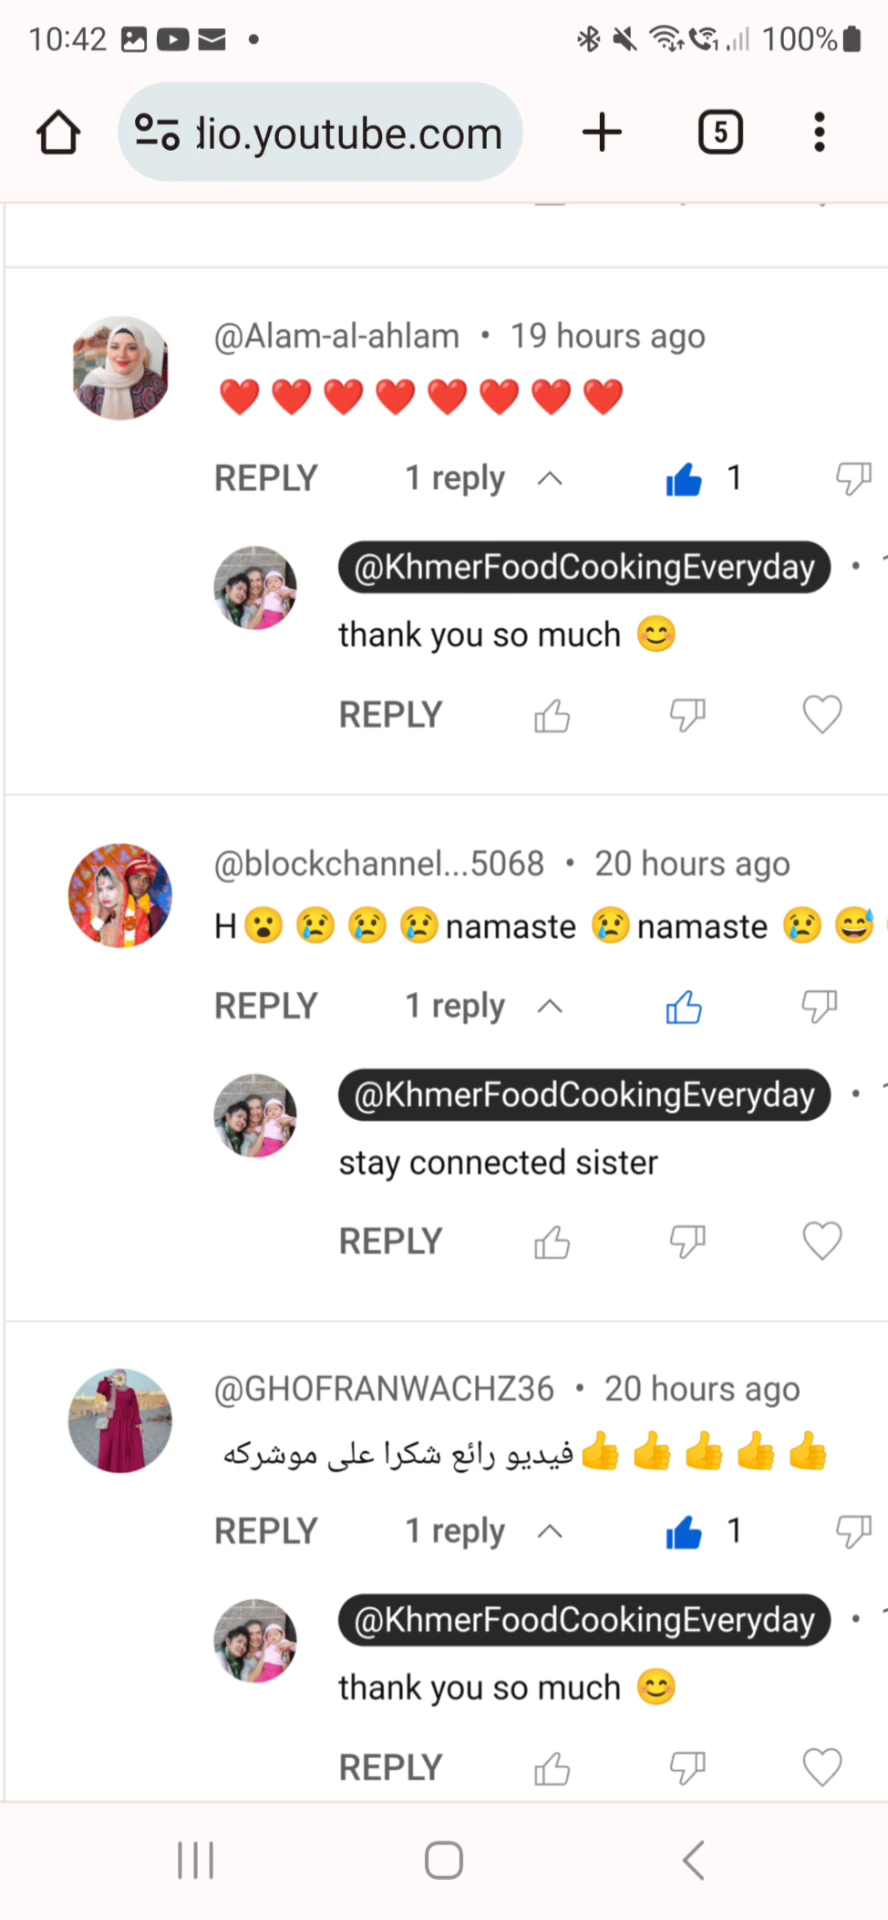 10:42
100%
dio.youtube.com
5
@Alam-al-ahlam • 19 hours ago
❤️❤️❤️❤️❤️❤️❤️❤️
REPLY 1 reply 1
@KhmerFoodCookingEveryday •
thank you so much 😊
REPLY
@blockchannel...5068 • 20 hours ago
H😮😢😢😢namaste 😢namaste 😢😅
REPLY 1 reply
@KhmerFoodCookingEveryday •
stay connected sister
REPLY
@GHOFRANWACHZ36 • 20 hours ago
👍👍👍👍👍فيديو رائع شكرا على موشركه
REPLY 1 reply 1
@KhmerFoodCookingEveryday •
thank you so much 😊
REPLY